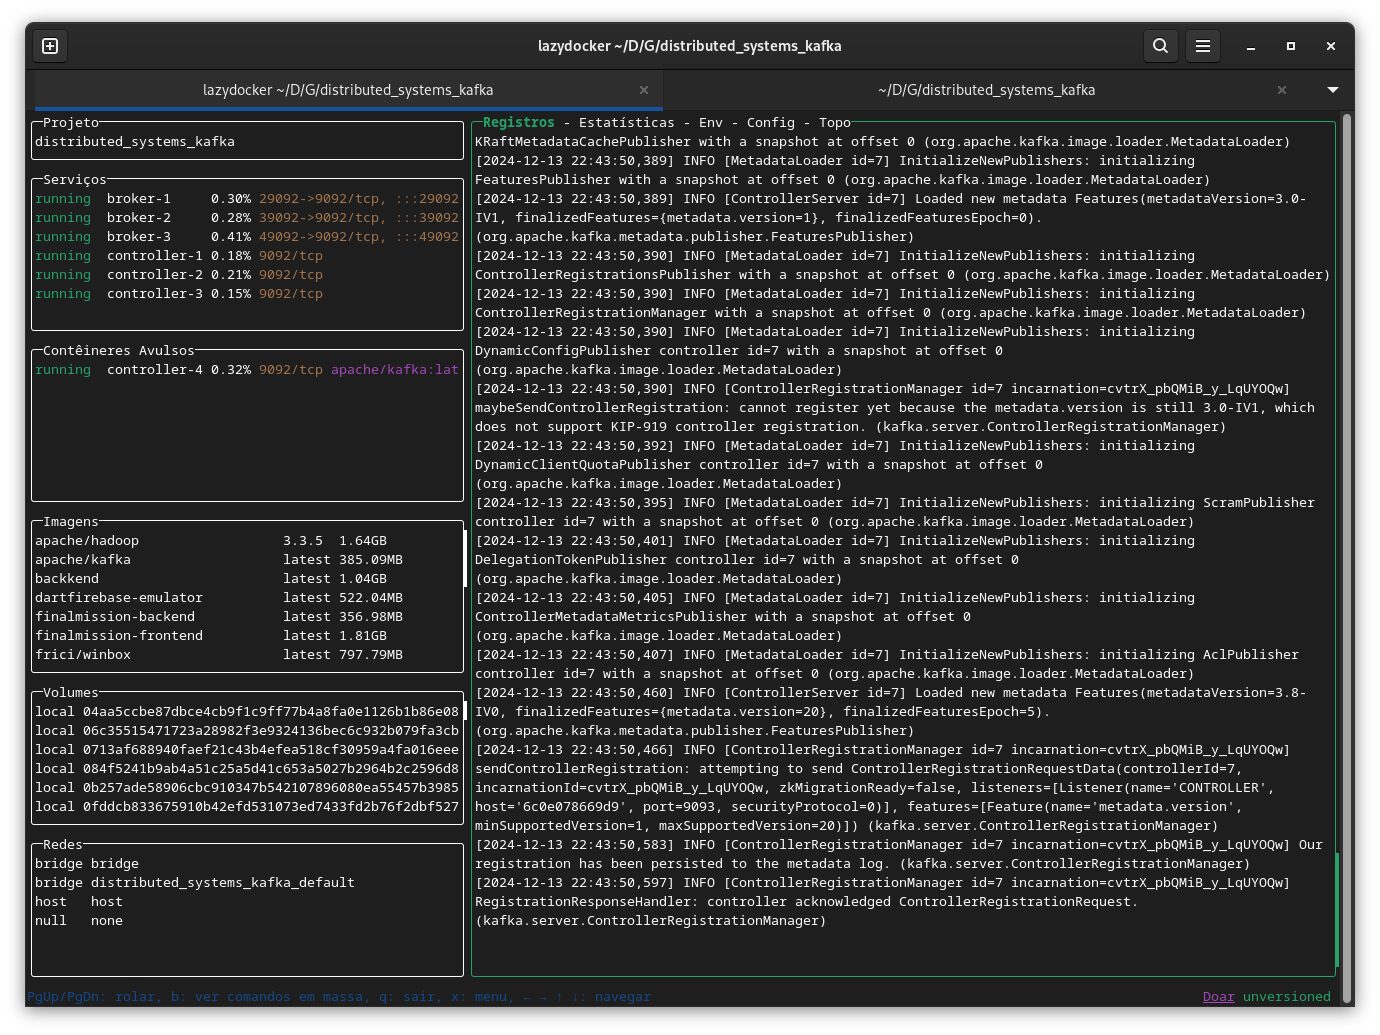 lazydocker ~/D/G/distributed_systems_kafka
lazydocker ~/D/G/distributed_systems_kafka
~/D/G/distributed_systems_kafka
Projeto
distributed_systems_kafka
Serviços
running broker-1 0.30% 29092->9092/tcp, :::29092
running broker-2 0.28% 39092->9092/tcp, :::39092
running broker-3 0.41% 49092->9092/tcp, :::49092
running controller-1 0.18% 9092/tcp
running controller-2 0.21% 9092/tcp
running controller-3 0.15% 9092/tcp
Contêineres Avulsos
running controller-4 0.32% 9092/tcp apache/kafka:lat
Imagens
apache/hadoop 3.3.5 1.64GB
apache/kafka latest 385.09MB
backkend latest 1.04GB
dartfirebase-emulator latest 522.04MB
finalmission-backend latest 356.98MB
finalmission-frontend latest 1.81GB
frici/winbox latest 797.79MB
Volumes
local 04aa5ccbe87dbce4cb9f1c9ff77b4a8fa0e1126b1b86e08
local 06c35515471723a28982f3e9324136bec6c932b079fa3cb
local 0713af688940faef21c43b4efea518cf30959a4fa016eee
local 084f5241b9ab4a51c25a5d41c653a5027b2964b2c2596d8
local 0b257ade58906cbc910347b542107896080ea55457b3985
local 0fddcb833675910b42efd531073ed7433fd2b76f2dbf527
Redes
bridge bridge
bridge distributed_systems_kafka_default
host host
null none
Registros - Estatísticas - Env - Config - Topo
KRaftMetadataCachePublisher with a snapshot at offset 0 (org.apache.kafka.image.loader.MetadataLoader)
[2024-12-13 22:43:50,389] INFO [MetadataLoader id=7] InitializeNewPublishers: initializing
FeaturesPublisher with a snapshot at offset 0 (org.apache.kafka.image.loader.MetadataLoader)
[2024-12-13 22:43:50,389] INFO [ControllerServer id=7] Loaded new metadata Features(metadataVersion=3.0-
IV1, finalizedFeatures={metadata.version=1}, finalizedFeaturesEpoch=0).
(org.apache.kafka.metadata.publisher.FeaturesPublisher)
[2024-12-13 22:43:50,390] INFO [MetadataLoader id=7] InitializeNewPublishers: initializing
ControllerRegistrationsPublisher with a snapshot at offset 0 (org.apache.kafka.image.loader.MetadataLoader)
[2024-12-13 22:43:50,390] INFO [MetadataLoader id=7] InitializeNewPublishers: initializing
ControllerRegistrationManager with a snapshot at offset 0 (org.apache.kafka.image.loader.MetadataLoader)
[2024-12-13 22:43:50,390] INFO [MetadataLoader id=7] InitializeNewPublishers: initializing
DynamicConfigPublisher controller id=7 with a snapshot at offset 0
(org.apache.kafka.image.loader.MetadataLoader)
[2024-12-13 22:43:50,390] INFO [ControllerRegistrationManager id=7 incarnation=cvtrX_pbQMiB_y_LqUYOQw]
maybeSendControllerRegistration: cannot register yet because the metadata.version is still 3.0-IV1, which
does not support KIP-919 controller registration. (kafka.server.ControllerRegistrationManager)
[2024-12-13 22:43:50,392] INFO [MetadataLoader id=7] InitializeNewPublishers: initializing
DynamicClientQuotaPublisher controller id=7 with a snapshot at offset 0
(org.apache.kafka.image.loader.MetadataLoader)
[2024-12-13 22:43:50,395] INFO [MetadataLoader id=7] InitializeNewPublishers: initializing ScramPublisher
controller id=7 with a snapshot at offset 0 (org.apache.kafka.image.loader.MetadataLoader)
[2024-12-13 22:43:50,401] INFO [MetadataLoader id=7] InitializeNewPublishers: initializing
DelegationTokenPublisher controller id=7 with a snapshot at offset 0
(org.apache.kafka.image.loader.MetadataLoader)
[2024-12-13 22:43:50,405] INFO [MetadataLoader id=7] InitializeNewPublishers: initializing
ControllerMetadataMetricsPublisher with a snapshot at offset 0
(org.apache.kafka.image.loader.MetadataLoader)
[2024-12-13 22:43:50,407] INFO [MetadataLoader id=7] InitializeNewPublishers: initializing AclPublisher
controller id=7 with a snapshot at offset 0 (org.apache.kafka.image.loader.MetadataLoader)
[2024-12-13 22:43:50,460] INFO [ControllerServer id=7] Loaded new metadata Features(metadataVersion=3.8-
IV0, finalizedFeatures={metadata.version=20}, finalizedFeaturesEpoch=5).
(org.apache.kafka.metadata.publisher.FeaturesPublisher)
[2024-12-13 22:43:50,466] INFO [ControllerRegistrationManager id=7 incarnation=cvtrX_pbQMiB_y_LqUYOQw]
sendControllerRegistration: attempting to send ControllerRegistrationRequestData(controllerId=7,
incarnationId=cvtrX_pbQMiB_y_LqUYOQw, zkMigrationReady=false, listeners=[Listener(name='CONTROLLER',
host='6c0e078669d9', port=9093, securityProtocol=0)], features=[Feature(name='metadata.version',
minSupportedVersion=1, maxSupportedVersion=20)]) (kafka.server.ControllerRegistrationManager)
[2024-12-13 22:43:50,583] INFO [ControllerRegistrationManager id=7 incarnation=cvtrX_pbQMiB_y_LqUYOQw] Our
registration has been persisted to the metadata log. (kafka.server.ControllerRegistrationManager)
[2024-12-13 22:43:50,597] INFO [ControllerRegistrationManager id=7 incarnation=cvtrX_pbQMiB_y_LqUYOQw]
RegistrationResponseHandler: controller acknowledged ControllerRegistrationRequest.
(kafka.server.ControllerRegistrationManager)
PgUp/PgDn: rolar, b: ver comandos em massa, q: sair, x: menu, ← → ↑ ↓: navegar
Doar unversioned